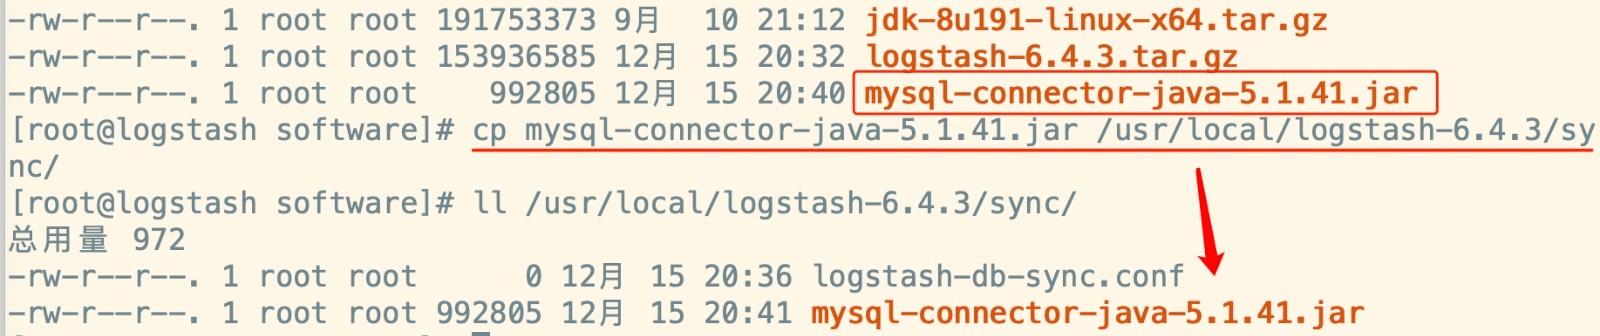 -rw-r--r--. 1 root root 191753373 9月  10 21:12 jdk-8u191-linux-x64.tar.gz
-rw-r--r--. 1 root root 153936585 12月 15 20:32 logstash-6.4.3.tar.gz
-rw-r--r--. 1 root root    992805 12月 15 20:40 mysql-connector-java-5.1.41.jar
[root@logstash software]# cp mysql-connector-java-5.1.41.jar /usr/local/logstash-6.4.3/sy
nc/
[root@logstash software]# ll /usr/local/logstash-6.4.3/sync/
总用量 972
-rw-r--r--. 1 root root      0 12月 15 20:36 logstash-db-sync.conf
-rw-r--r--. 1 root root 992805 12月 15 20:41 mysql-connector-java-5.1.41.jar